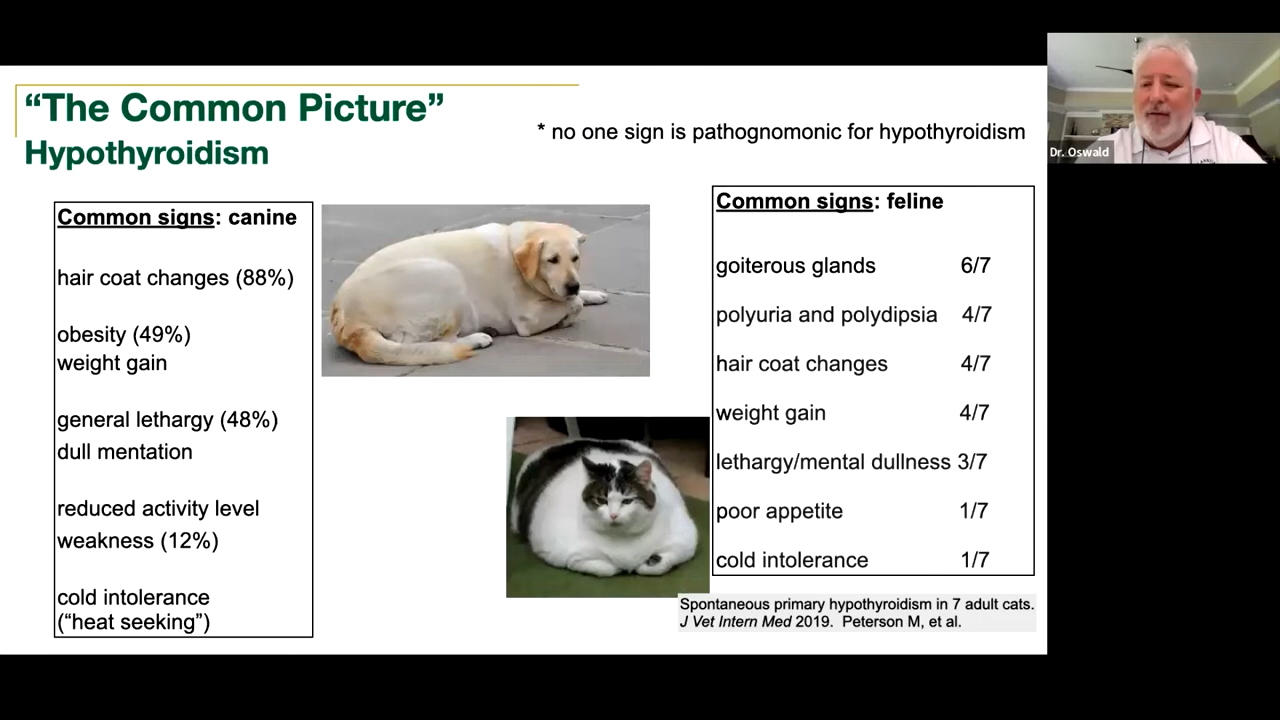 “The Common Picture”
Hypothyroidism
* no one sign is pathognomonic for hypothyroidism
Common signs: canine
hair coat changes (88%)
obesity (49%)
weight gain
general lethargy (48%)
dull mentation
reduced activity level
weakness (12%)
cold intolerance
(“heat seeking”)
Common signs: feline
goiterous glands 6/7
polyuria and polydipsia 4/7
hair coat changes 4/7
weight gain 4/7
lethargy/mental dullness 3/7
poor appetite 1/7
cold intolerance 1/7
Spontaneous primary hypothyroidism in 7 adult cats.
J Vet Intern Med 2019. Peterson M, et al.
Dr. Oswald